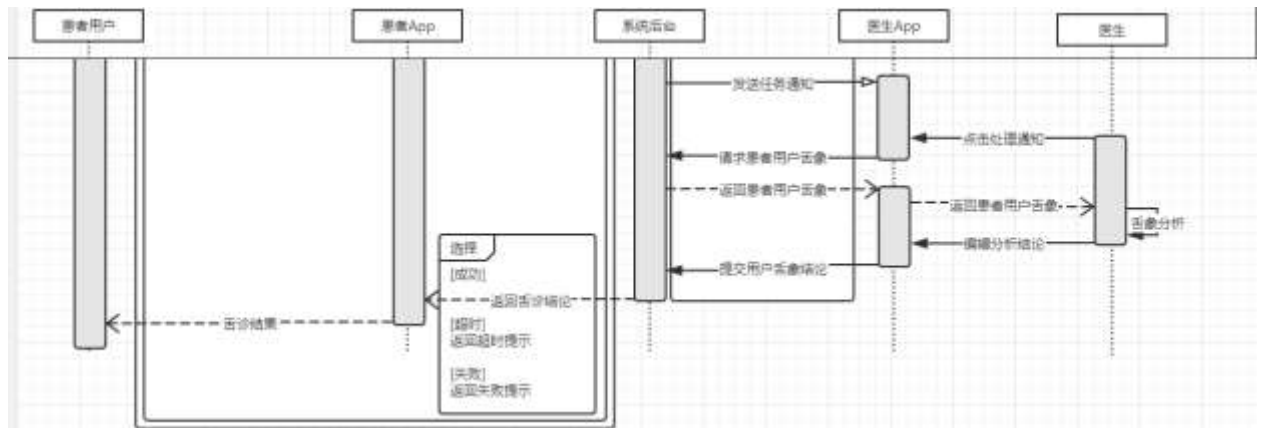 患者用户
患者App
系统后台
医生App
医生
发送任务通知
点击处理通知
请求患者用户舌像
返回患者用户舌像
返回患者用户舌像
舌象分析
编辑分析结论
选择
提交用户舌象结论
[成功]
返回舌诊结论
舌诊结果
[超时]
返回超时提示
[失败]
返回失败提示